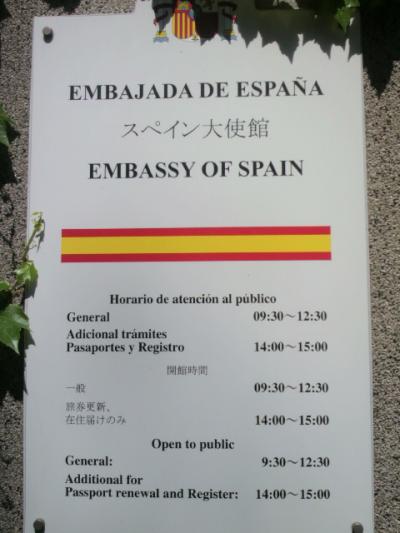 EMBAJADA DE ESPAÑA
スペイン大使館
EMBASSY OF SPAIN
Horario de atención al público
General 09:30～12:30
Adicional trámites
Pasaportes y Registro 14:00～15:00
開館時間
一般 09:30～12:30
旅券更新、
在住届けのみ 14:00～15:00
Open to public
General: 9:30～12:30
Additional for
Passport renewal and Register: 14:00～15:00